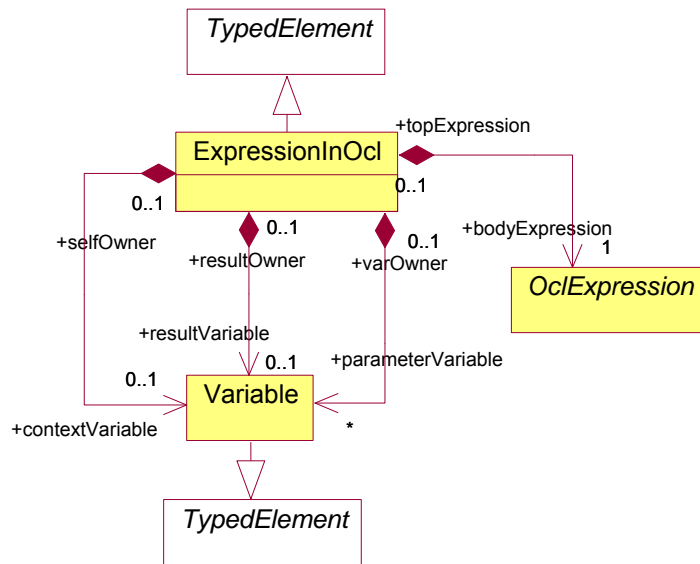 TypedElement
+topExpression
ExpressionInOcl
0..1
0..1
0..1
0..1
+selfOwner
+resultOwner
+varOwner
+bodyExpression
1
OclExpression
+resultVariable
+parameterVariable
0..1
0..1
Variable
*
+contextVariable
TypedElement